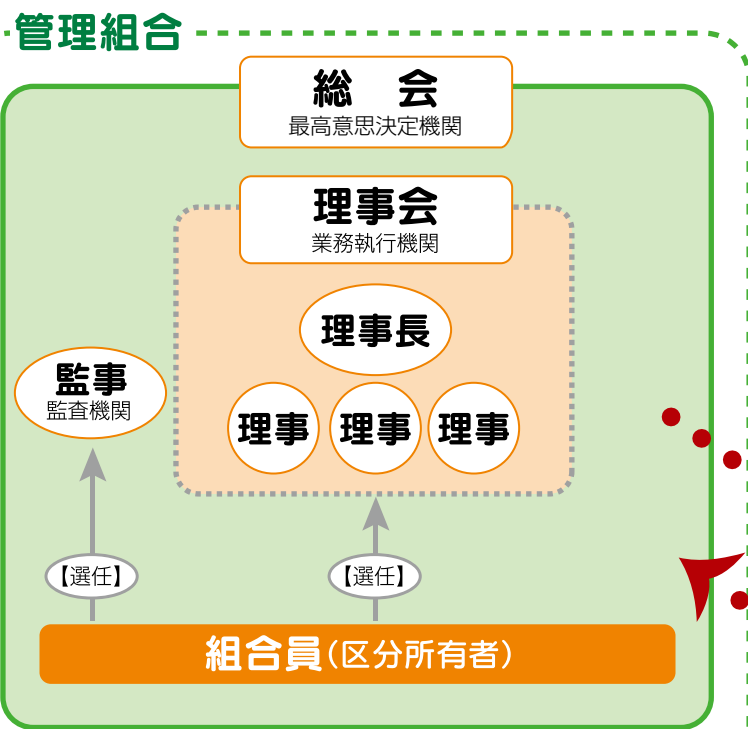 管理組合
総　会
最高意思決定機関
理事会
業務執行機関
理事長
監事
監査機関
理事
理事
理事
【選任】
【選任】
組合員（区分所有者）